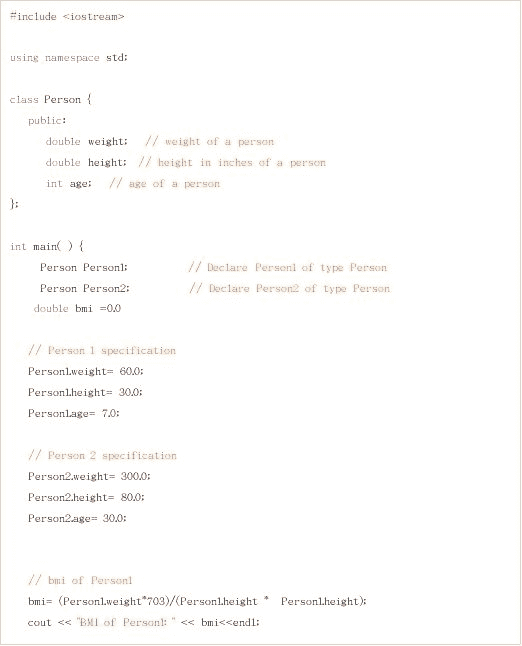 #include <iostream>
using namespace std;
class Person {
public:
double weight;   // weight of a person
double height;  // height in inches of a person
int age;   // age of a person
};
int main( ) {
Person Person1;          // Declare Person1 of type Person
Person Person2;          // Declare Person2 of type Person
double bmi =0.0
// Person 1 specification
Person1.weight= 60.0;
Person1.height= 30.0;
Person1.age= 7.0;
// Person 2 specification
Person2.weight= 300.0;
Person2.height= 80.0;
Person2.age= 30.0;
// bmi of Person1
bmi= (Person1.weight*703)/(Person1.height *  Person1.height);
cout << "BMI of Person1: " << bmi<<endl;